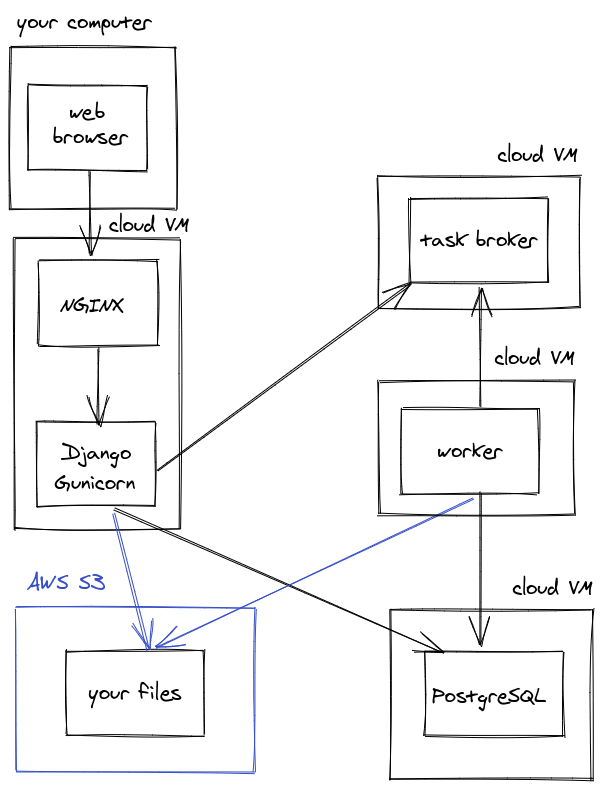 your computer
web
browser
cloud VM
NGINX
Django
Gunicorn
AWS S3
your files
cloud VM
task broker
cloud VM
worker
cloud VM
PostgreSQL